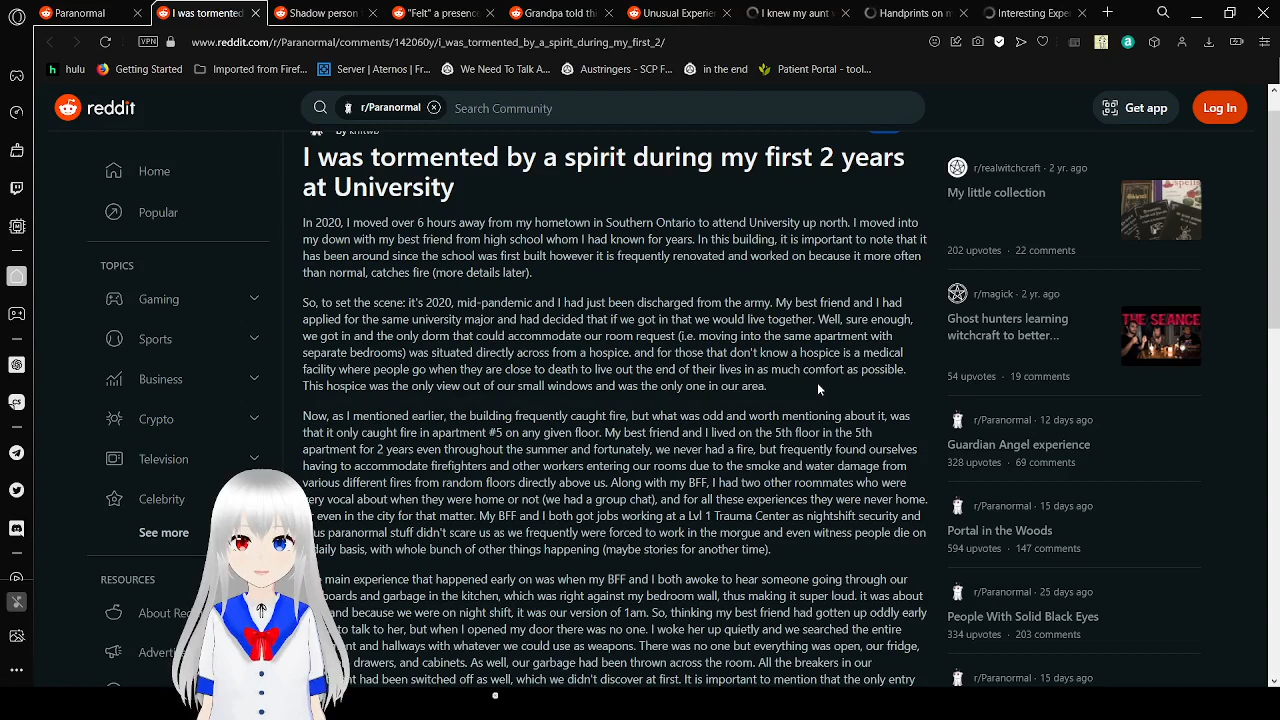 Paranormal
I was tormented
Shadow person
"Felt" a presenc
Grandpa told thi
Unusual Experie
I knew my aunt
Handprints on m
Interesting Expe
VPN
www.reddit.com/r/Paranormal/comments/142060y/i_was_tormented_by_a_spirit_during_my_first_2/
hulu
Getting Started
Imported from Firef...
Server | Aternos | Fr...
We Need To Talk A...
Austringers - SCP F...
in the end
Patient Portal - tool...
reddit
r/Paranormal
Search Community
Get app
Log In
Home
Popular
TOPICS
Gaming
Sports
Business
Crypto
Television
Celebrity
See more
RESOURCES
About Red
Adverti
I was tormented by a spirit during my first 2 years
at University
In 2020, I moved over 6 hours away from my hometown in Southern Ontario to attend University up north. I moved into
my down with my best friend from high school whom I had known for years. In this building, it is important to note that it
has been around since the school was first built however it is frequently renovated and worked on because it more often
than normal, catches fire (more details later).
So, to set the scene: it's 2020, mid-pandemic and I had just been discharged from the army. My best friend and I had
applied for the same university major and had decided that if we got in that we would live together. Well, sure enough,
we got in and the only dorm that could accommodate our room request (i.e. moving into the same apartment with
separate bedrooms) was situated directly across from a hospice. and for those that don't know a hospice is a medical
facility where people go when they are close to death to live out the end of their lives in as much comfort as possible.
This hospice was the only view out of our small windows and was the only one in our area.
Now, as I mentioned earlier, the building frequently caught fire, but what was odd and worth mentioning about it, was
that it only caught fire in apartment #5 on any given floor. My best friend and I lived on the 5th floor in the 5th
apartment for 2 years even throughout the summer and fortunately, we never had a fire, but frequently found ourselves
having to accommodate firefighters and other workers entering our rooms due to the smoke and water damage from
various different fires from random floors directly above us. Along with my BFF, I had two other roommates who were
very vocal about when they were home or not (we had a group chat), and for all these experiences they were never home.
r even in the city for that matter. My BFF and I both got jobs working at a Lvl 1 Trauma Center as nightshift security and
us paranormal stuff didn't scare us as we frequently were forced to work in the morgue and even witness people die on
daily basis, with whole bunch of other things happening (maybe stories for another time).
main experience that happened early on was when my BFF and I both awoke to hear someone going through our
boards and garbage in the kitchen, which was right against my bedroom wall, thus making it super loud. it was about
and because we were on night shift, it was our version of 1am. So, thinking my best friend had gotten up oddly early
to talk to her, but when I opened my door there was no one. I woke her up quietly and we searched the entire
nt and hallways with whatever we could use as weapons. There was no one but everything was open, our fridge,
drawers, and cabinets. As well, our garbage had been thrown across the room. All the breakers in our
nt had been switched off as well, which we didn't discover at first. It is important to mention that the only entry
r/realwitchcraft · 2 yr. ago
My little collection
202 upvotes · 22 comments
r/magick · 2 yr. ago
Ghost hunters learning
witchcraft to better...
THE SEANCE
54 upvotes · 19 comments
r/Paranormal · 12 days ago
Guardian Angel experience
328 upvotes · 69 comments
r/Paranormal · 15 days ago
Portal in the Woods
594 upvotes · 147 comments
r/Paranormal · 25 days ago
People With Solid Black Eyes
334 upvotes · 203 comments
r/Paranormal · 15 days ago